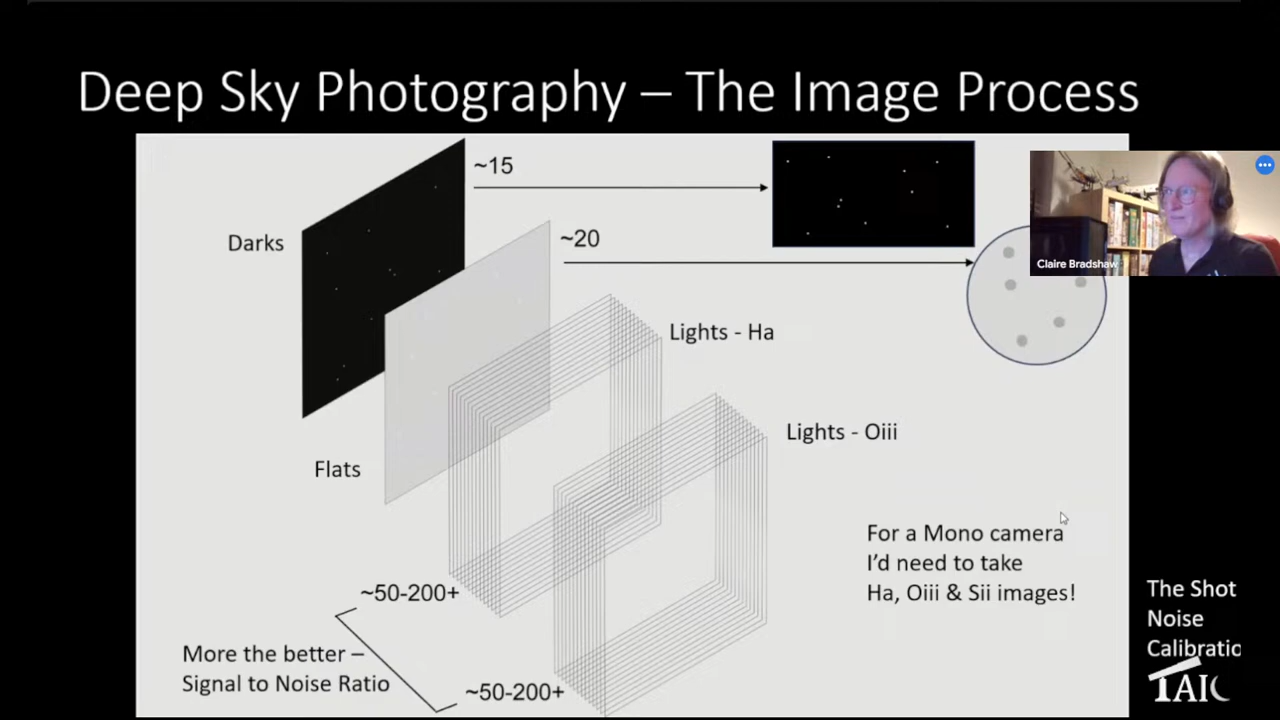 Deep Sky Photography – The Image Process
~15
Darks
~20
Claire Bradshaw
Lights - Ha
Lights - Oiii
Flats
For a Mono camera
I'd need to take
Ha, Oiii & Sii images!
~50-200+
More the better –
Signal to Noise Ratio
~50-200+
The Shot
Noise
TAIC